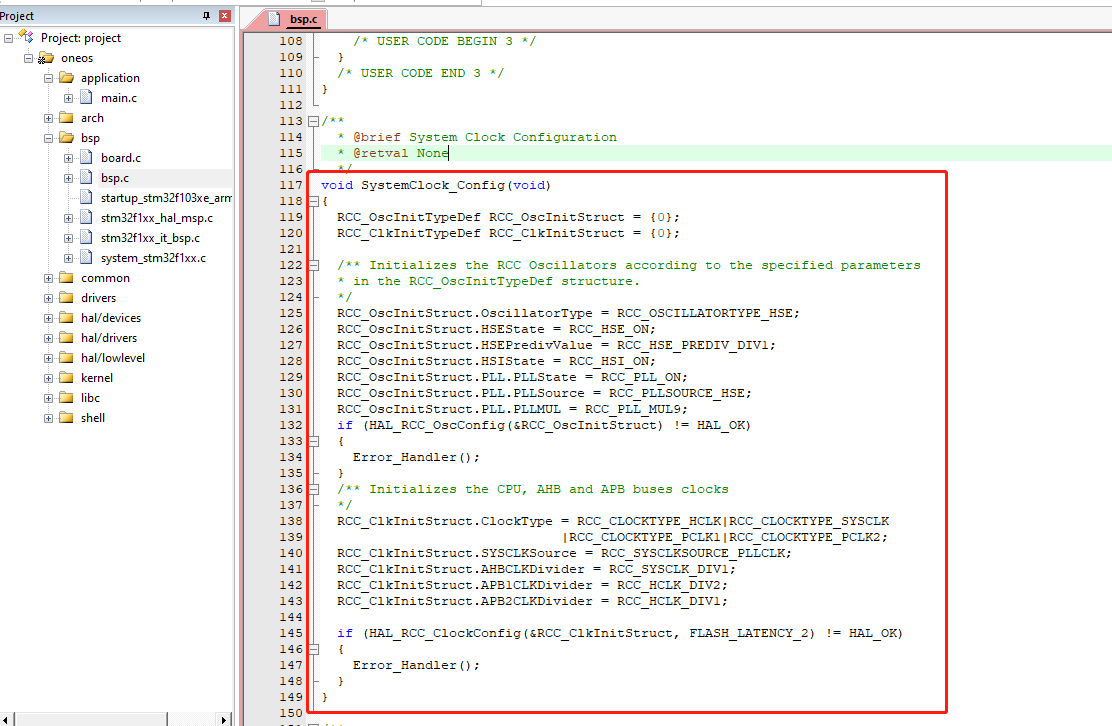 Project
Project: project
oneos
application
main.c
arch
bsp
board.c
bsp.c
startup_stm32f103xe_arm
stm32f1xx_hal_msp.c
stm32f1xx_it_bsp.c
system_stm32f1xx.c
common
drivers
hal/devices
hal/drivers
hal/lowlevel
kernel
libc
shell
bsp.c
108 /* USER CODE BEGIN 3 */
109 }
110 /* USER CODE END 3 */
111 }
112
113 /**
114 * @brief System Clock Configuration
115 * @retval None
116 */
117 void SystemClock_Config(void)
118 {
119 RCC_OscInitTypeDef RCC_OscInitStruct = {0};
120 RCC_ClkInitTypeDef RCC_ClkInitStruct = {0};
121
122 /** Initializes the RCC Oscillators according to the specified parameters
123 * in the RCC_OscInitTypeDef structure.
124 */
125 RCC_OscInitStruct.OscillatorType = RCC_OSCILLATORTYPE_HSE;
126 RCC_OscInitStruct.HSEState = RCC_HSE_ON;
127 RCC_OscInitStruct.HSEPredivValue = RCC_HSE_PREDIV_DIV1;
128 RCC_OscInitStruct.HSIState = RCC_HSI_ON;
129 RCC_OscInitStruct.PLL.PLLState = RCC_PLL_ON;
130 RCC_OscInitStruct.PLL.PLLSource = RCC_PLLSOURCE_HSE;
131 RCC_OscInitStruct.PLL.PLLMUL = RCC_PLL_MUL9;
132 if (HAL_RCC_OscConfig(&RCC_OscInitStruct) != HAL_OK)
133 {
134 Error_Handler();
135 }
136 /** Initializes the CPU, AHB and APB buses clocks
137 */
138 RCC_ClkInitStruct.ClockType = RCC_CLOCKTYPE_HCLK|RCC_CLOCKTYPE_SYSCLK
139 |RCC_CLOCKTYPE_PCLK1|RCC_CLOCKTYPE_PCLK2;
140 RCC_ClkInitStruct.SYSCLKSource = RCC_SYSCLKSOURCE_PLLCLK;
141 RCC_ClkInitStruct.AHBCLKDivider = RCC_SYSCLK_DIV1;
142 RCC_ClkInitStruct.APB1CLKDivider = RCC_HCLK_DIV2;
143 RCC_ClkInitStruct.APB2CLKDivider = RCC_HCLK_DIV1;
144
145 if (HAL_RCC_ClockConfig(&RCC_ClkInitStruct, FLASH_LATENCY_2) != HAL_OK)
146 {
147 Error_Handler();
148 }
149 }
150